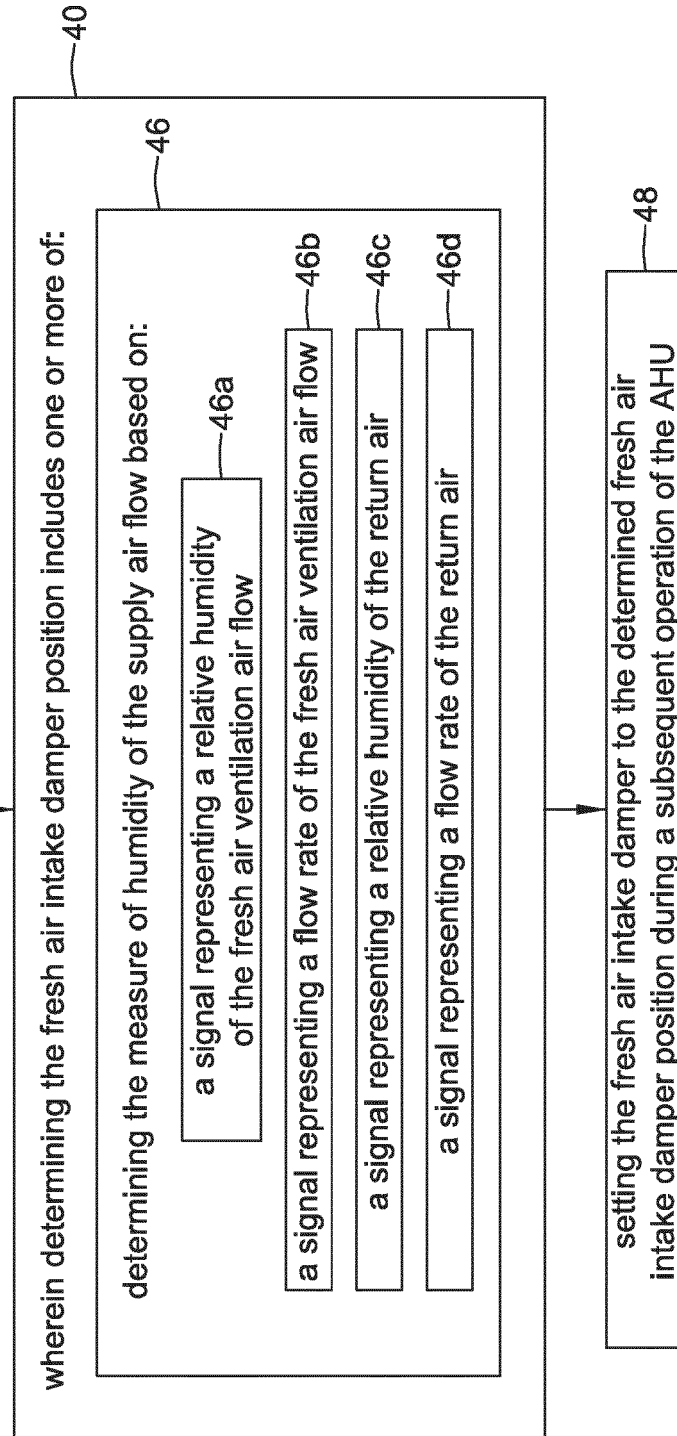 40
wherein determining the fresh air intake damper position includes one or more of:
46
determining the measure of humidity of the supply air flow based on:
46a
a signal representing a relative humidity
of the fresh air ventilation air flow
46b
a signal representing a flow rate of the fresh air ventilation air flow
46c
a signal representing a relative humidity of the return air
46d
a signal representing a flow rate of the return air
48
setting the fresh air intake damper to the determined fresh air
intake damper position during a subsequent operation of the AHU